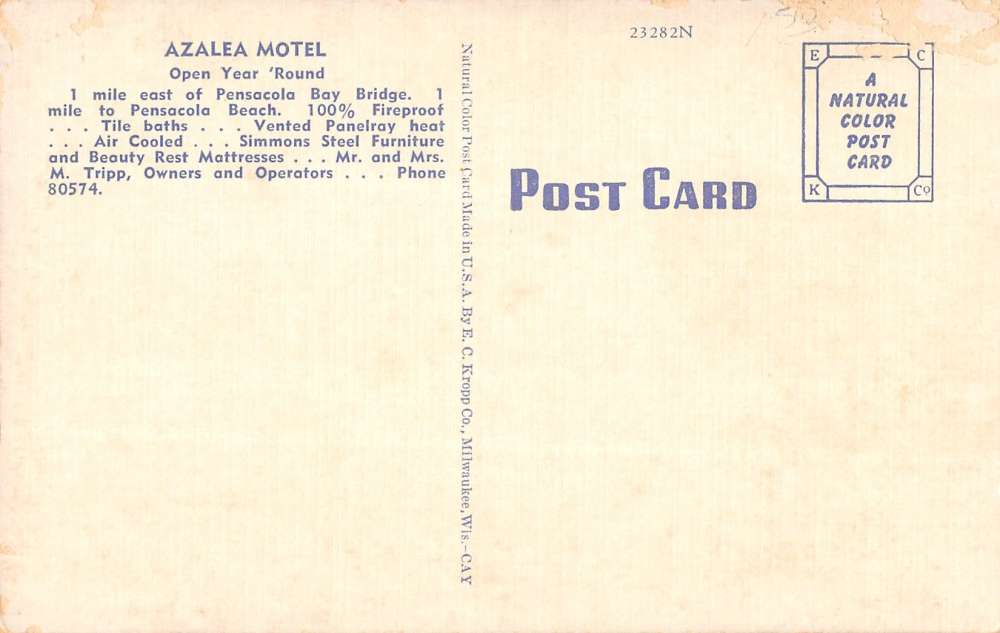 AZALEA MOTEL
Open Year 'Round
1 mile east of Pensacola Bay Bridge. 1
mile to Pensacola Beach. 100% Fireproof
. . . Tile baths . . . Vented Panelray heat
. . . Air Cooled . . . Simmons Steel Furniture
and Beauty Rest Mattresses . . . Mr. and Mrs.
M. Tripp, Owners and Operators . . . Phone
80574.
Natural Color Post Card Made in U.S.A. By E. C. Kropp Co., Milwaukee, Wis.-CAY
23282N
POST CARD
E C
A
NATURAL
COLOR
POST
CARD
K Co